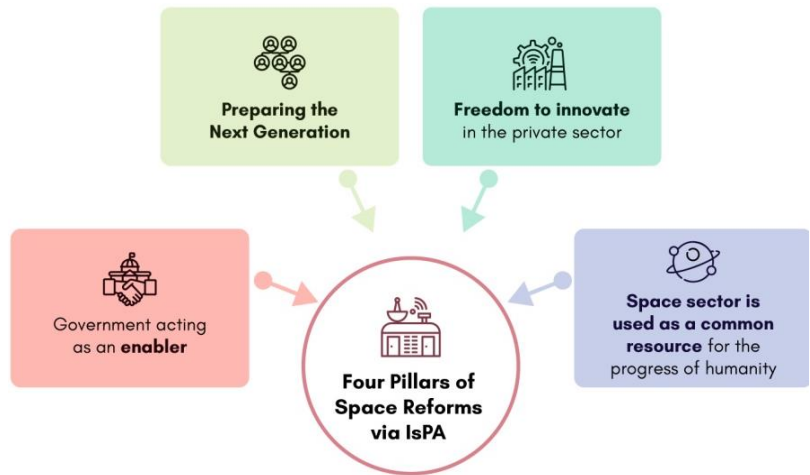 Preparing the
Next Generation
Freedom to innovate
in the private sector
Government acting
as an enabler
Space sector is
used as a common
resource for the
progress of humanity
Four Pillars of
Space Reforms
via IsPA